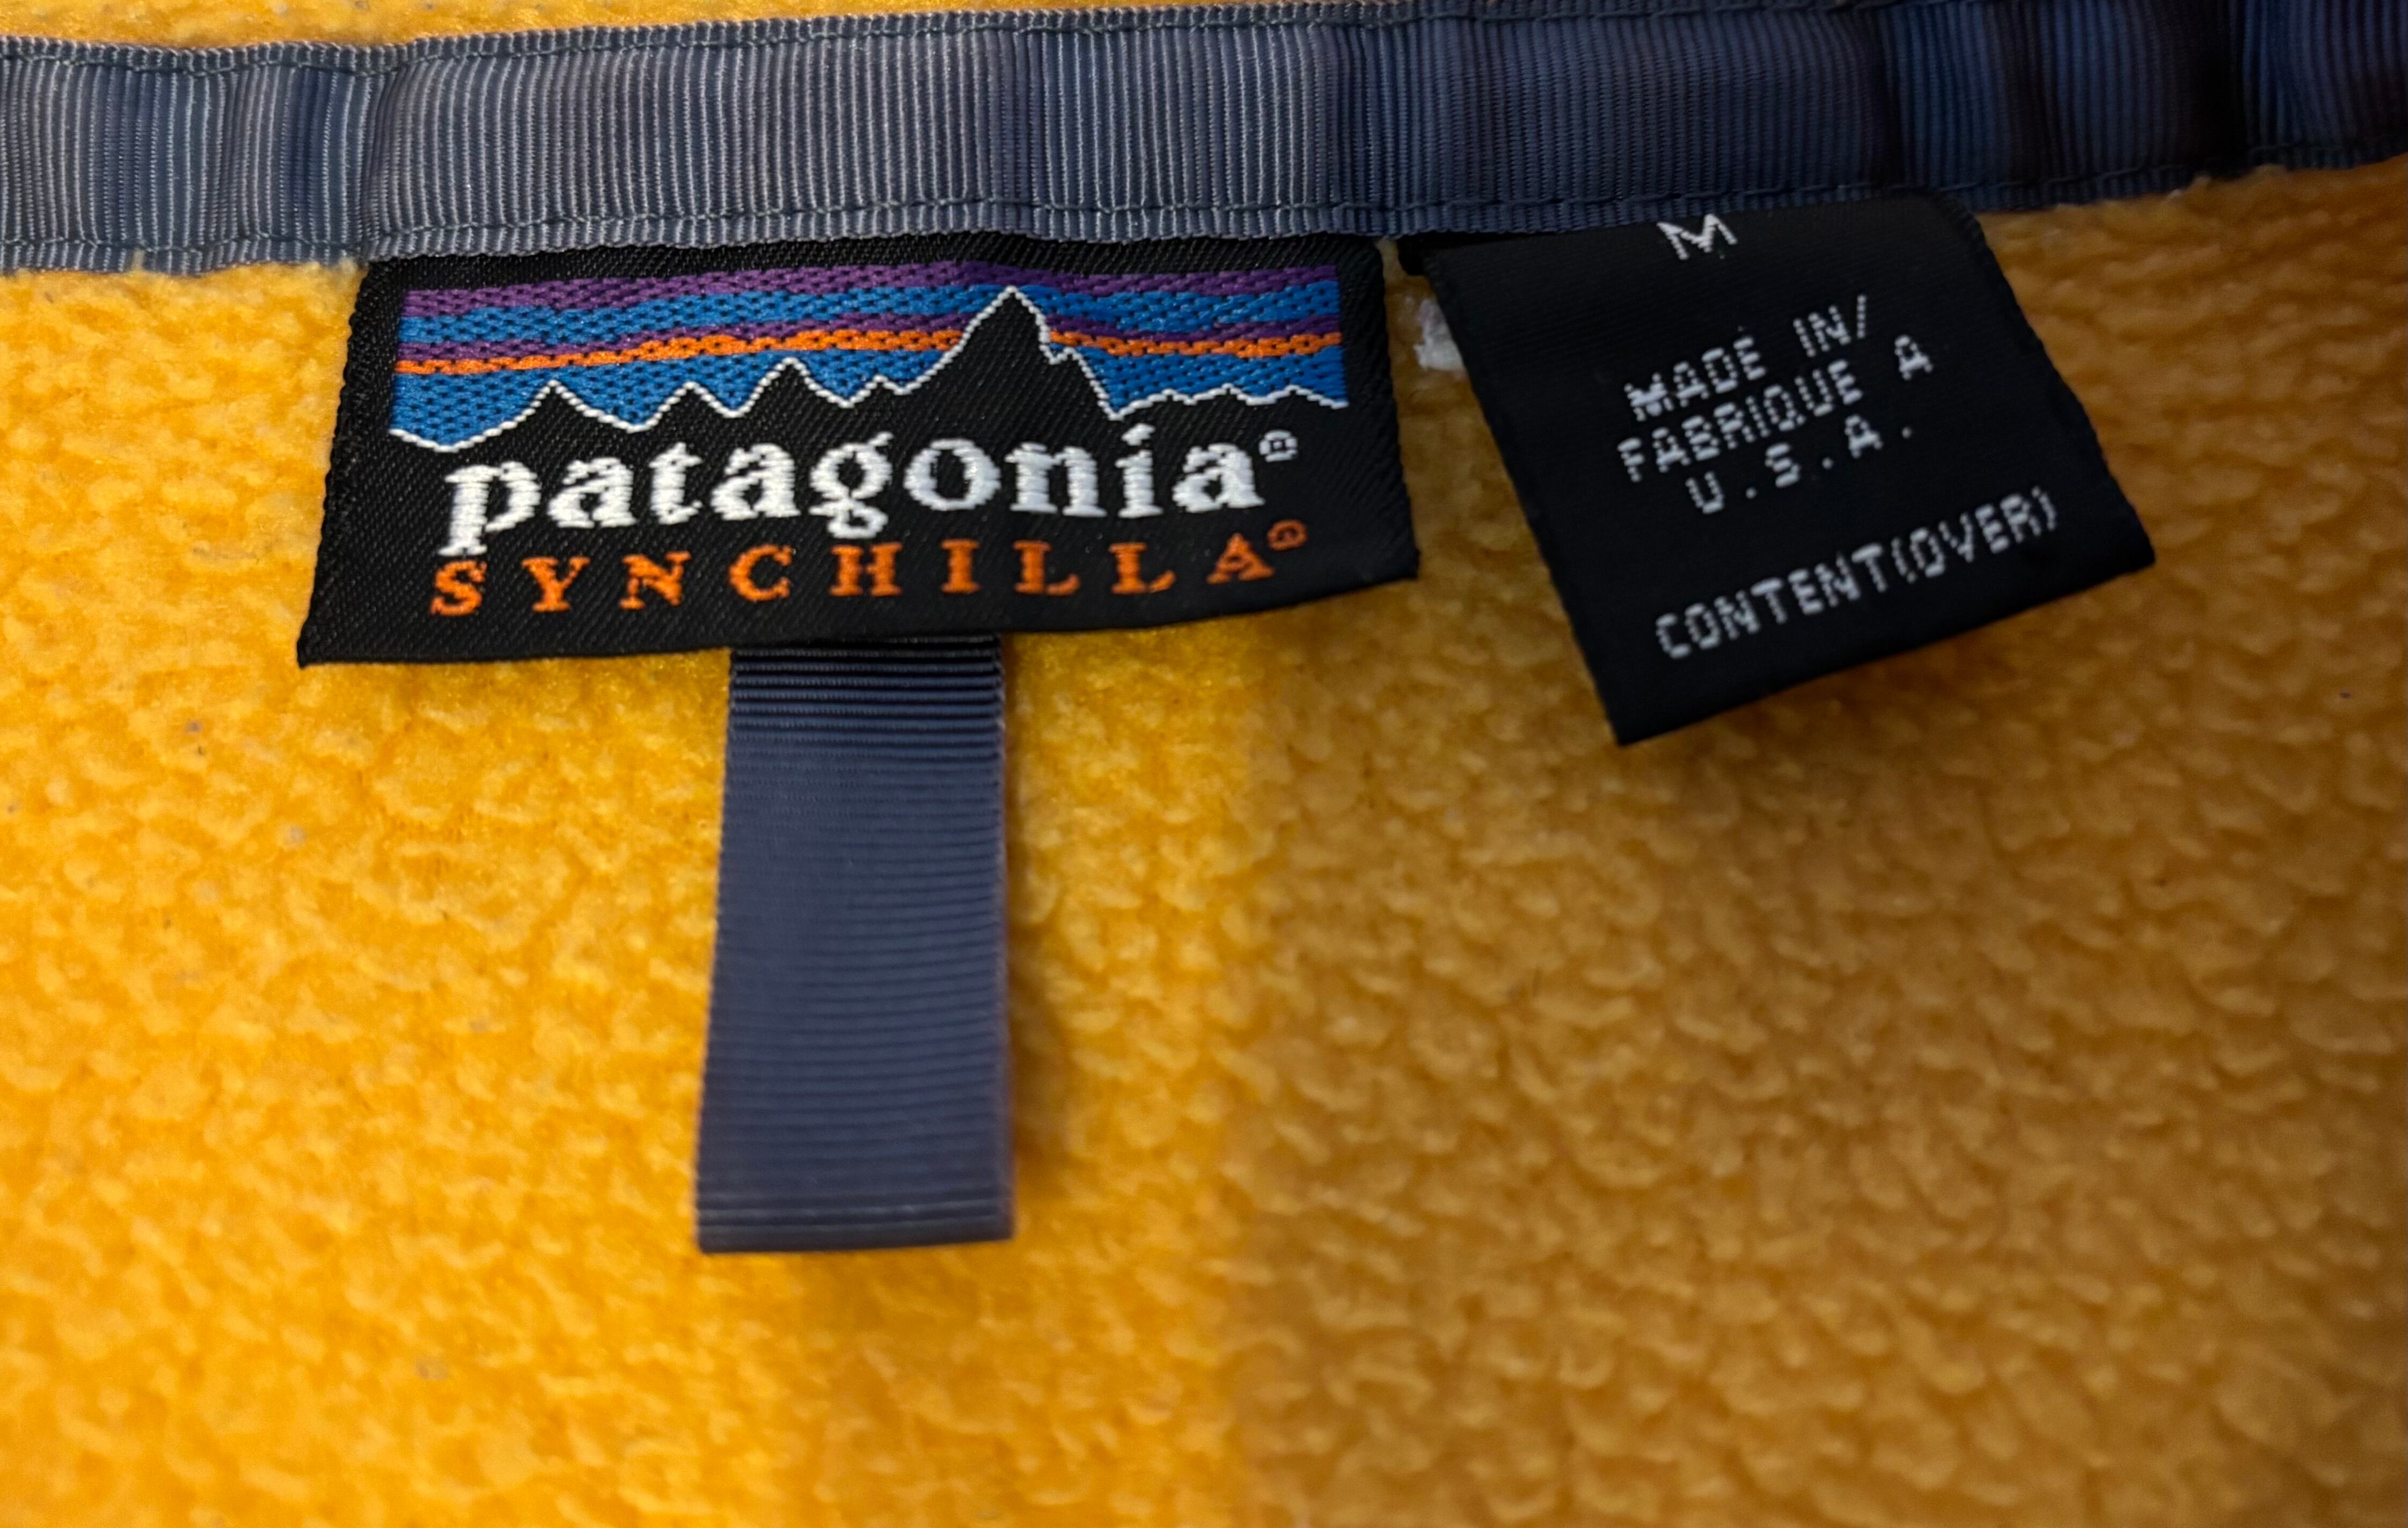 patagonia®
SYNCHILLA®
M
MADE IN/
FABRIQUE A
U.S.A.
CONTENT(OVER)